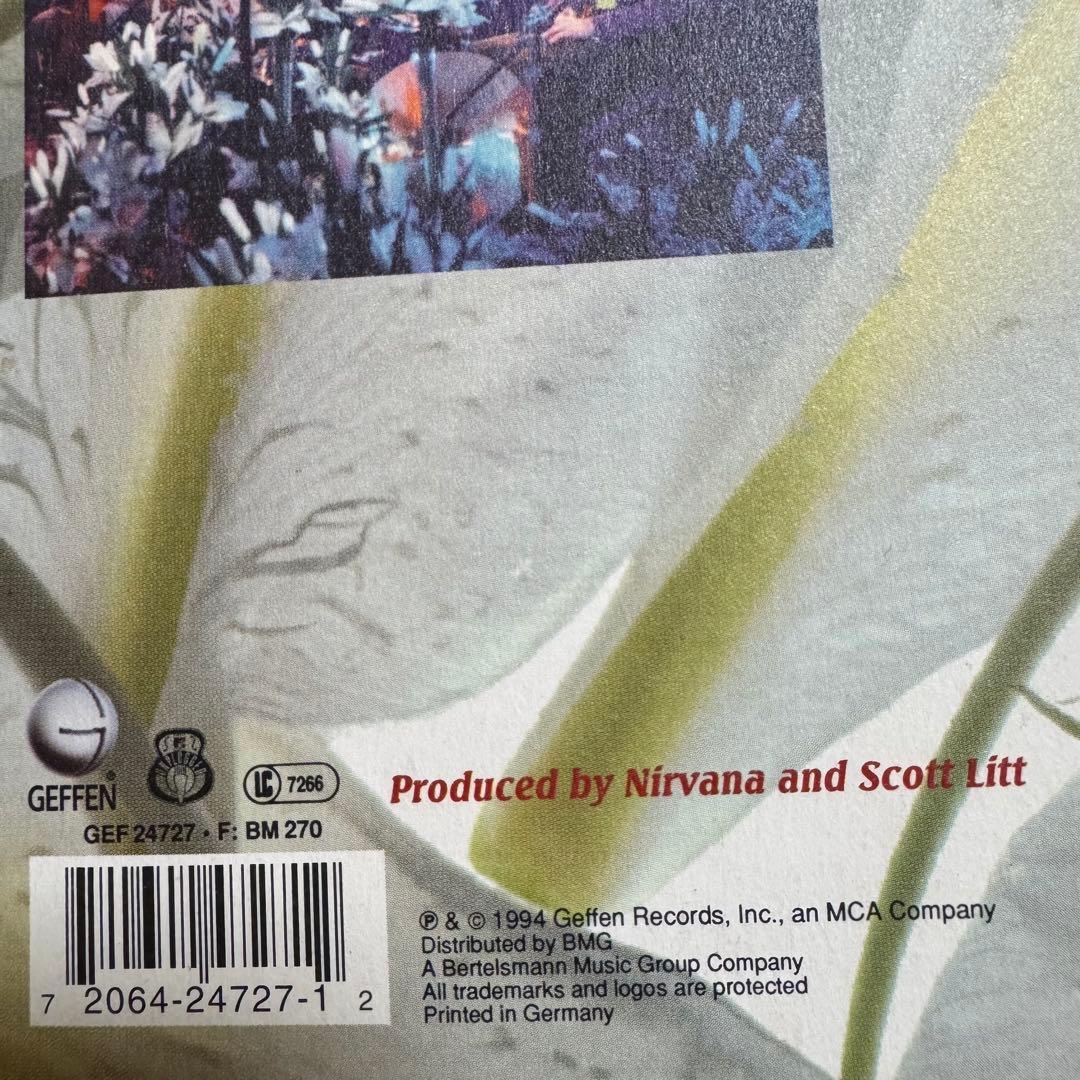 GEFFEN®
LC 7266
Produced by Nirvana and Scott Litt
GEF 24727 • F: BM 270
7 2064-24727-1 2
℗ & © 1994 Geffen Records, Inc., an MCA Company
Distributed by BMG
A Bertelsmann Music Group Company
All trademarks and logos are protected
Printed in Germany